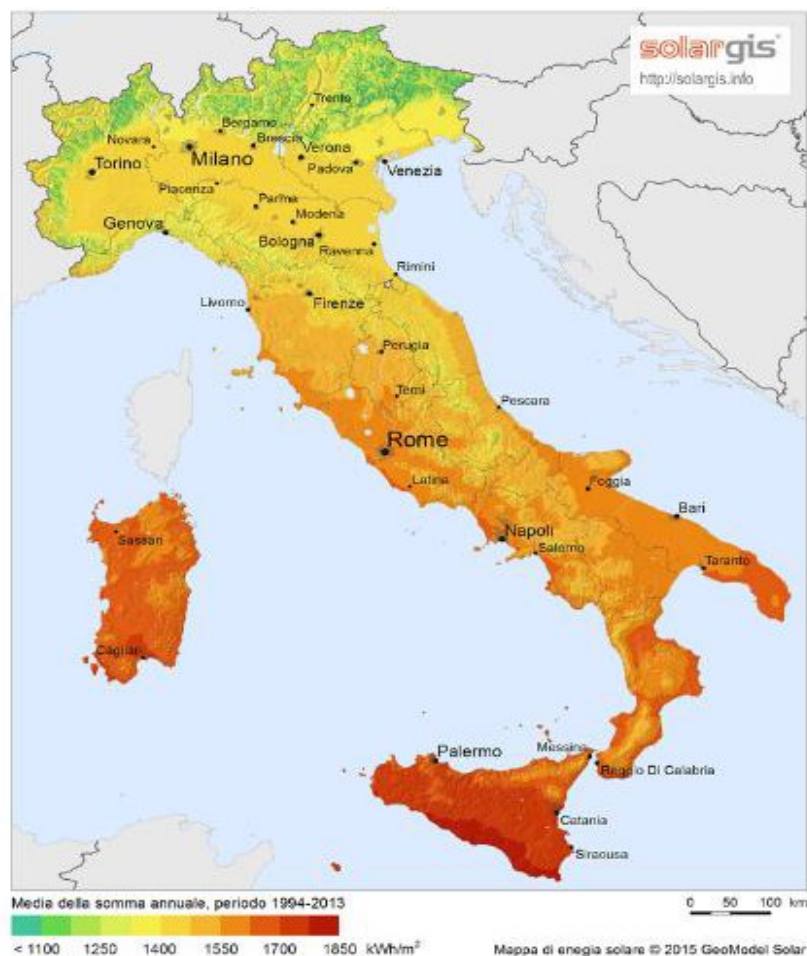 solargis
http://solargis.info
Trento
Bergamo
Novara
Brescia
Milano
Verona
Torino
Padova
Venezia
Piacenza
Parma
Modena
Genova
Bologna
Ravenna
Rimini
Livorno
Firenze
Perugia
Terni
Pescara
Rome
Latina
Foggia
Bari
Sassari
Napoli
Salerno
Taranto
Cagliari
Messina
Palermo
Reggio Di Calabria
Catania
Siracusa
Media della somma annuale, periodo 1994-2013
0 50 100 km
< 1100 1250 1400 1550 1700 1850 kWh/m²
Mappa di enegia solare © 2015 GeoModel Solar